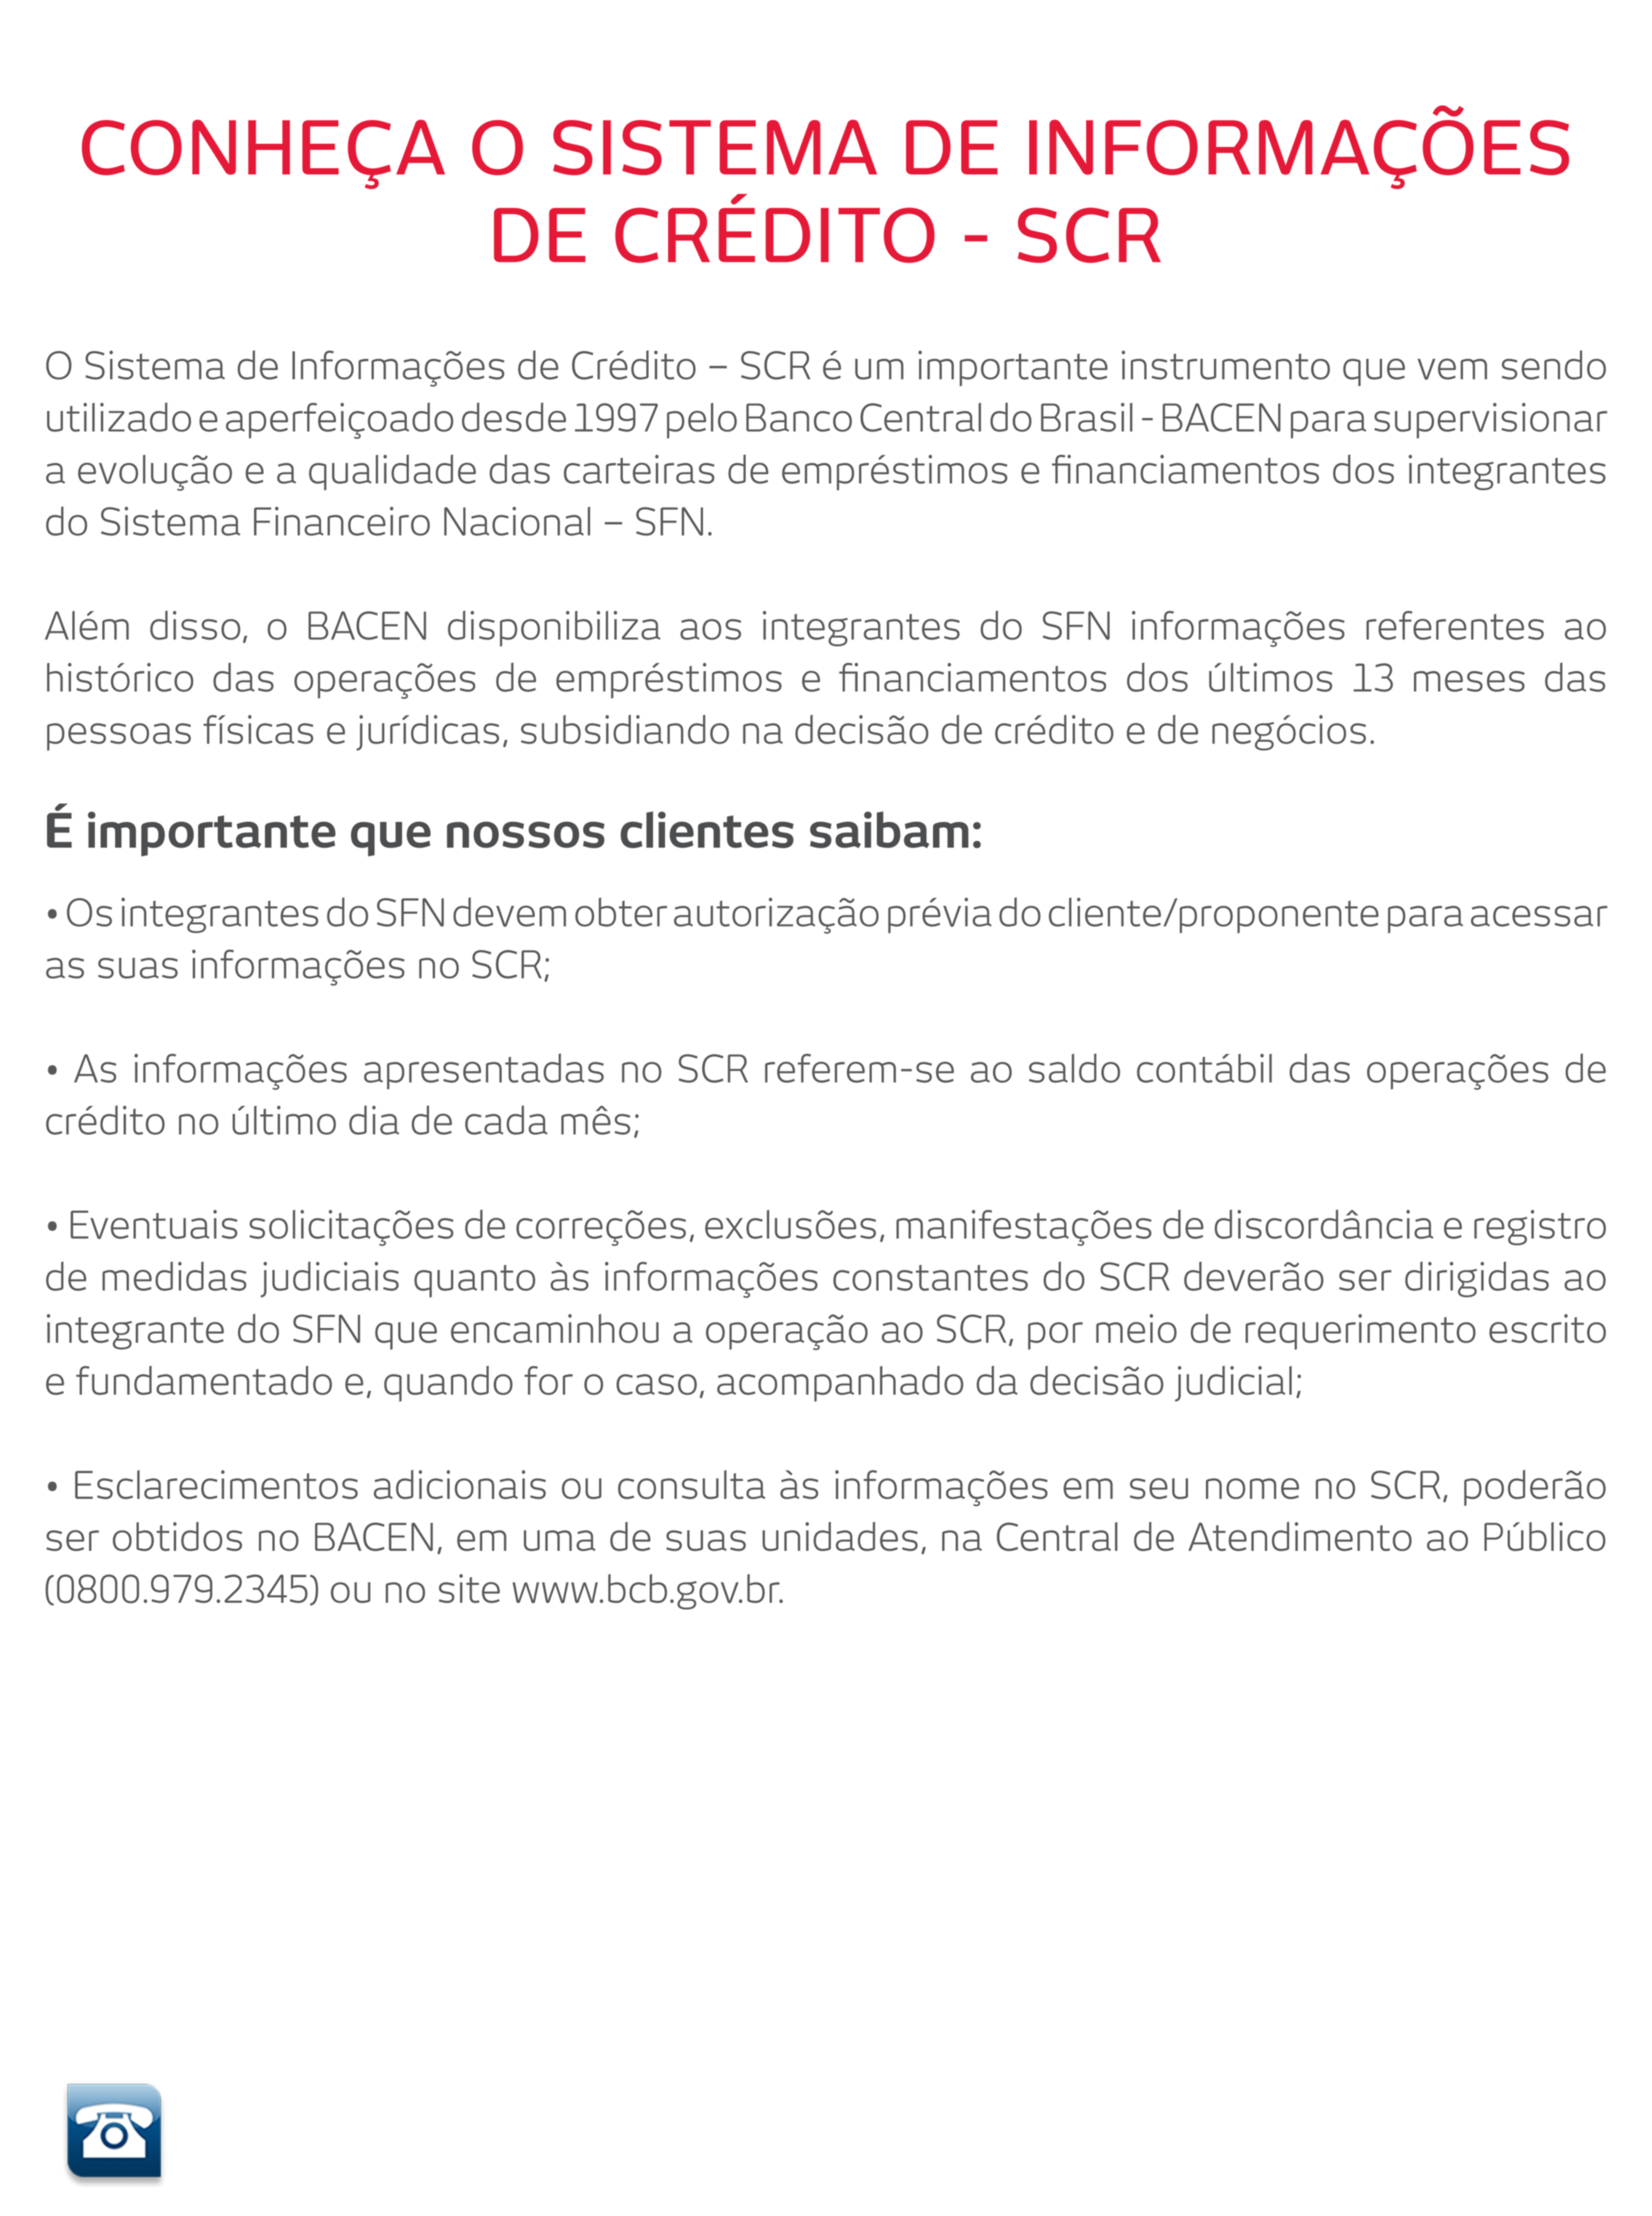 CONHEÇA O SISTEMA DE INFORMAÇÕES
DE CRÉDITO - SCR
O Sistema de Informações de Crédito – SCR é um importante instrumento que vem sendo
utilizado e aperfeiçoado desde 1997 pelo Banco Central do Brasil - BACEN para supervisionar
a evolução e a qualidade das carteiras de empréstimos e financiamentos dos integrantes
do Sistema Financeiro Nacional – SFN.
Além disso, o BACEN disponibiliza aos integrantes do SFN informações referentes ao
histórico das operações de empréstimos e financiamentos dos últimos 13 meses das
pessoas físicas e jurídicas, subsidiando na decisão de crédito e de negócios.
É importante que nossos clientes saibam:
• Os integrantes do SFN devem obter autorização prévia do cliente/proponente para acessar
as suas informações no SCR;
• As informações apresentadas no SCR referem-se ao saldo contábil das operações de
crédito no último dia de cada mês;
• Eventuais solicitações de correções, exclusões, manifestações de discordância e registro
de medidas judiciais quanto às informações constantes do SCR deverão ser dirigidas ao
integrante do SFN que encaminhou a operação ao SCR, por meio de requerimento escrito
e fundamentado e, quando for o caso, acompanhado da decisão judicial;
• Esclarecimentos adicionais ou consulta às informações em seu nome no SCR, poderão
ser obtidos no BACEN, em uma de suas unidades, na Central de Atendimento ao Público
(0800.979.2345) ou no site www.bcb.gov.br.